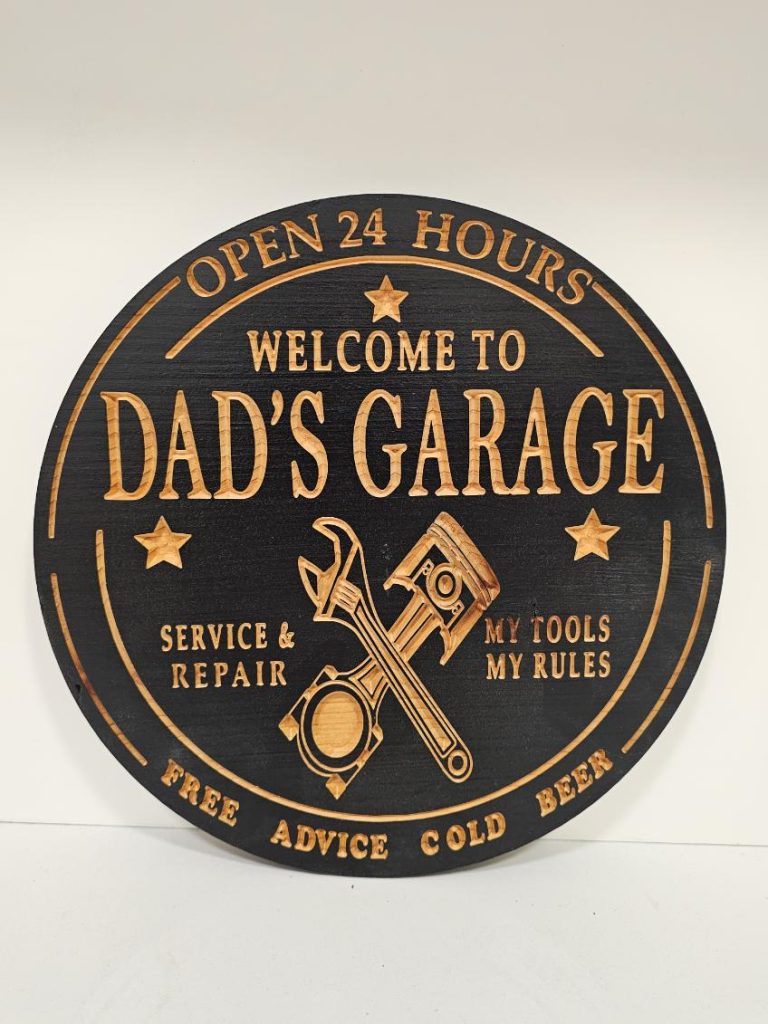 OPEN 24 HOURS
WELCOME TO
DAD'S GARAGE
SERVICE &
REPAIR
MY TOOLS
MY RULES
FREE ADVICE COLD BEER